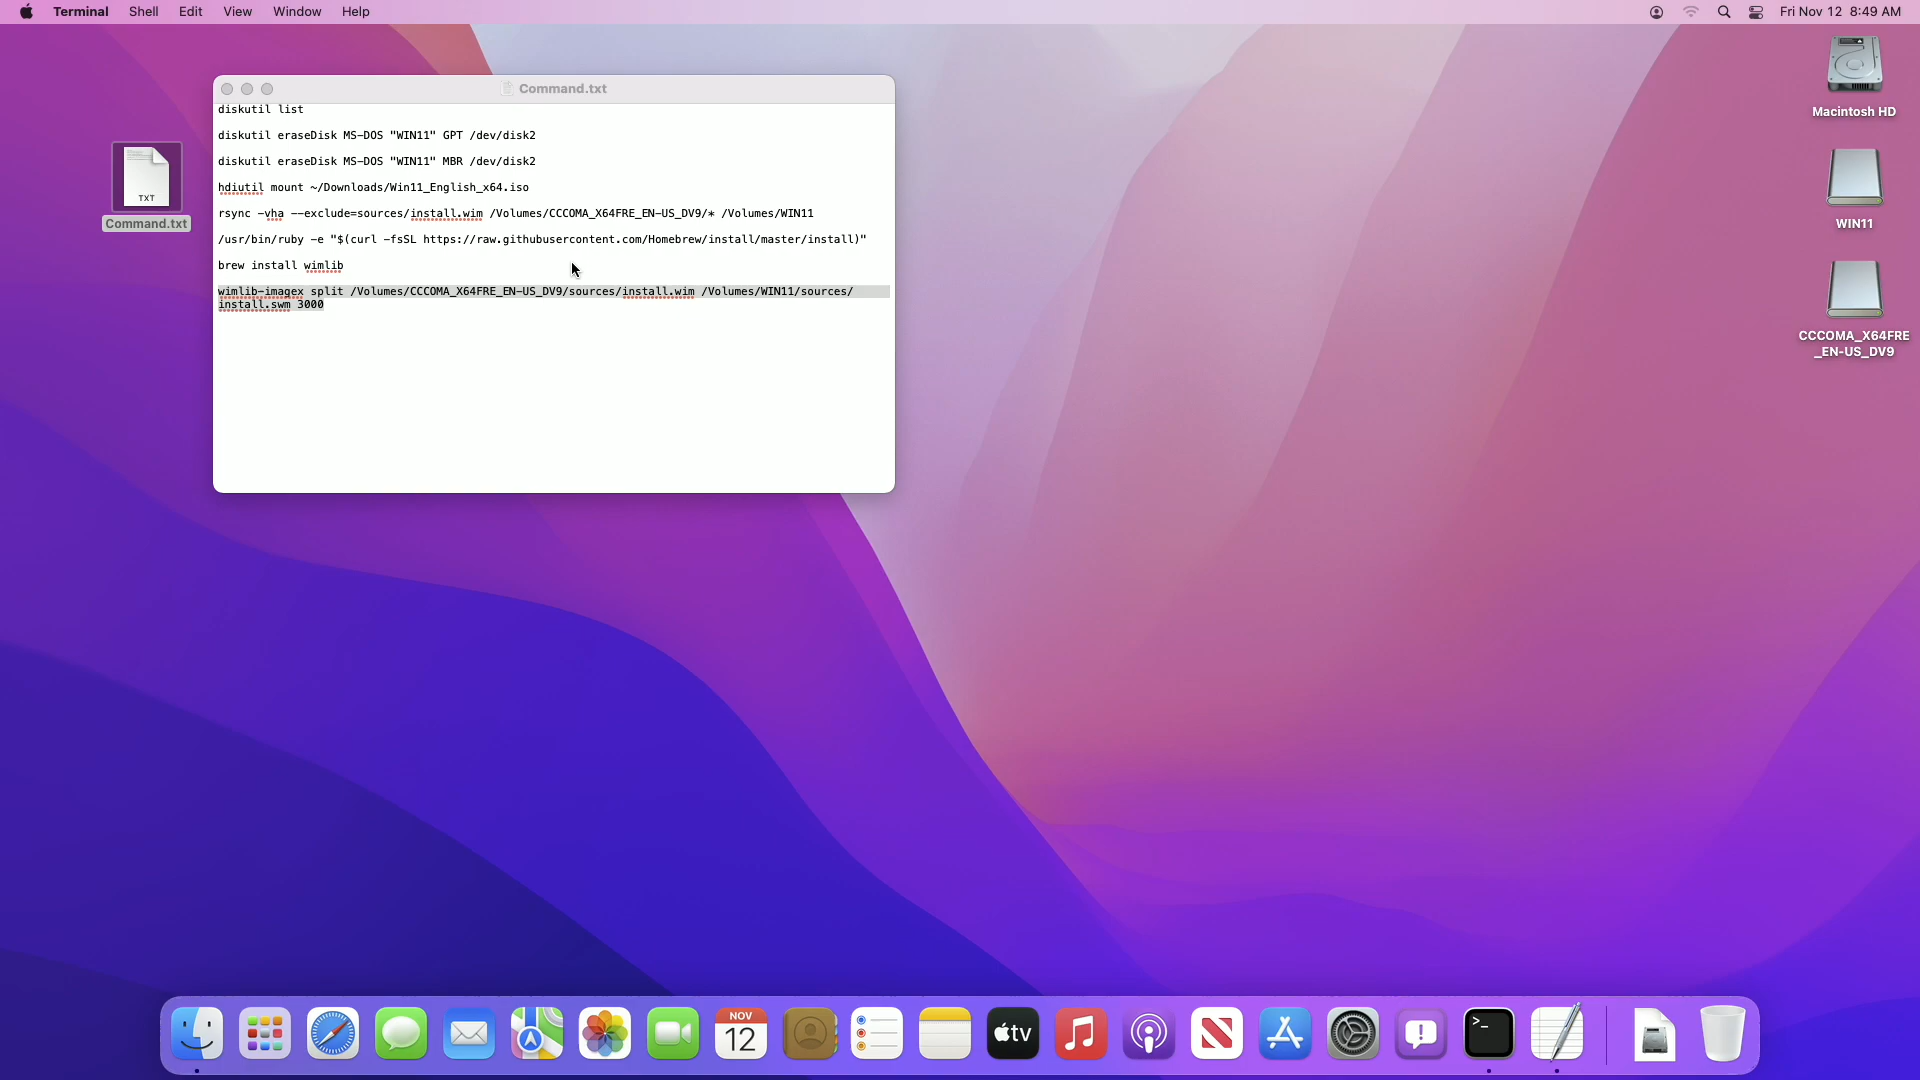 Terminal Shell Edit View Window Help
Fri Nov 12 8:49 AM
Command.txt
diskutil list
diskutil eraseDisk MS-DOS "WIN11" GPT /dev/disk2
diskutil eraseDisk MS-DOS "WIN11" MBR /dev/disk2
hdiutil mount ~/Downloads/Win11_English_x64.iso
rsync -vha --exclude=sources/install.wim /Volumes/CCCOMA_X64FRE_EN-US_DV9/* /Volumes/WIN11
/usr/bin/ruby -e "$(curl -fsSL https://raw.githubusercontent.com/Homebrew/install/master/install)"
brew install wimlib
wimlib-imagex split /Volumes/CCCOMA_X64FRE_EN-US_DV9/sources/install.wim /Volumes/WIN11/sources/
install.swm 3000
TXT
Command.txt
Macintosh HD
WIN11
CCCOMA_X64FRE
_EN-US_DV9
NOV
12
tv
>_